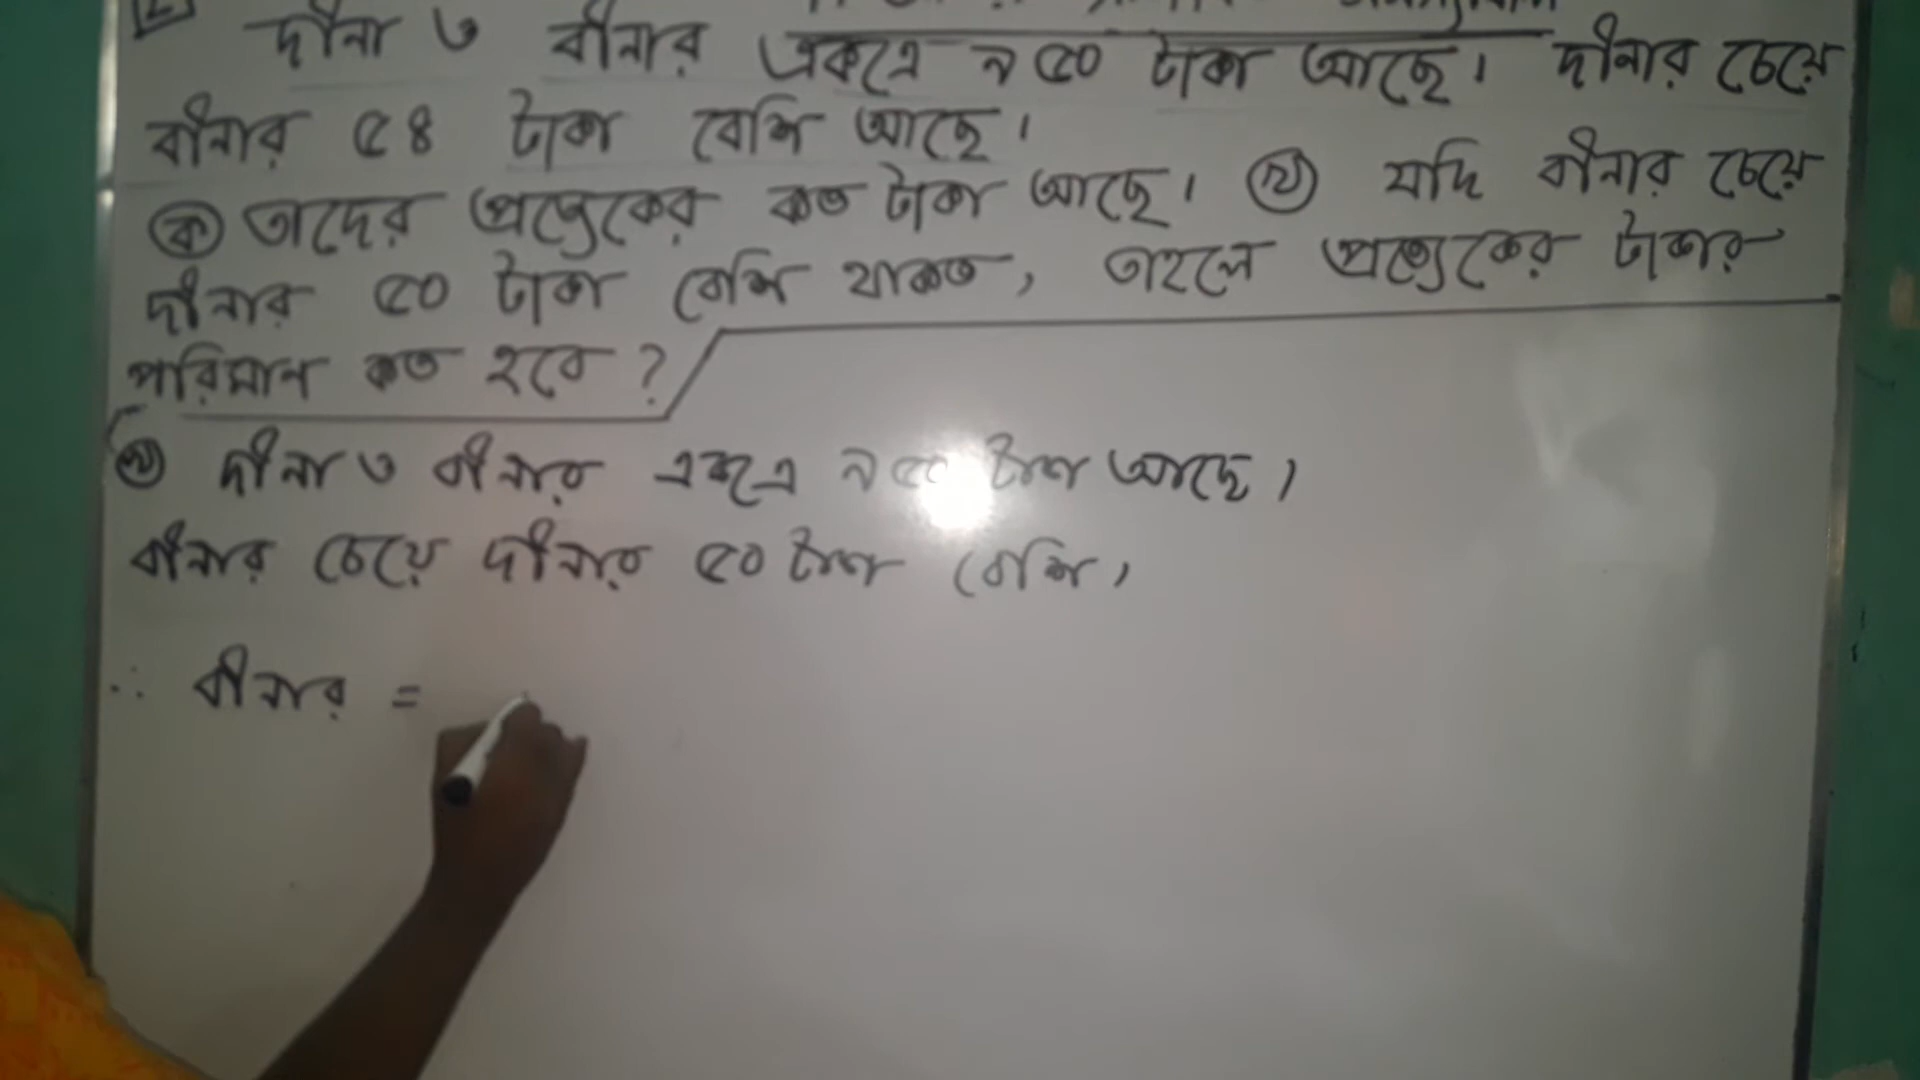 দীনা ও বীনার একত্রে ৯৫০ টাকা আছে। দীনার চেয়ে
বীনার ৫৪ টাকা বেশি আছে।
ক তাদের প্রত্যেকের কত টাকা আছে। খ যদি বীনার চেয়ে
দীনার ৫০ টাকা বেশি থাকত, তাহলে প্রত্যেকের টাকার
পরিমান কত হবে ?
খ দীনা ও বীনার একত্রে ৯৫০ টাকা আছে।
বীনার চেয়ে দীনার ৫০ টাকা বেশি,
∴ বীনার =